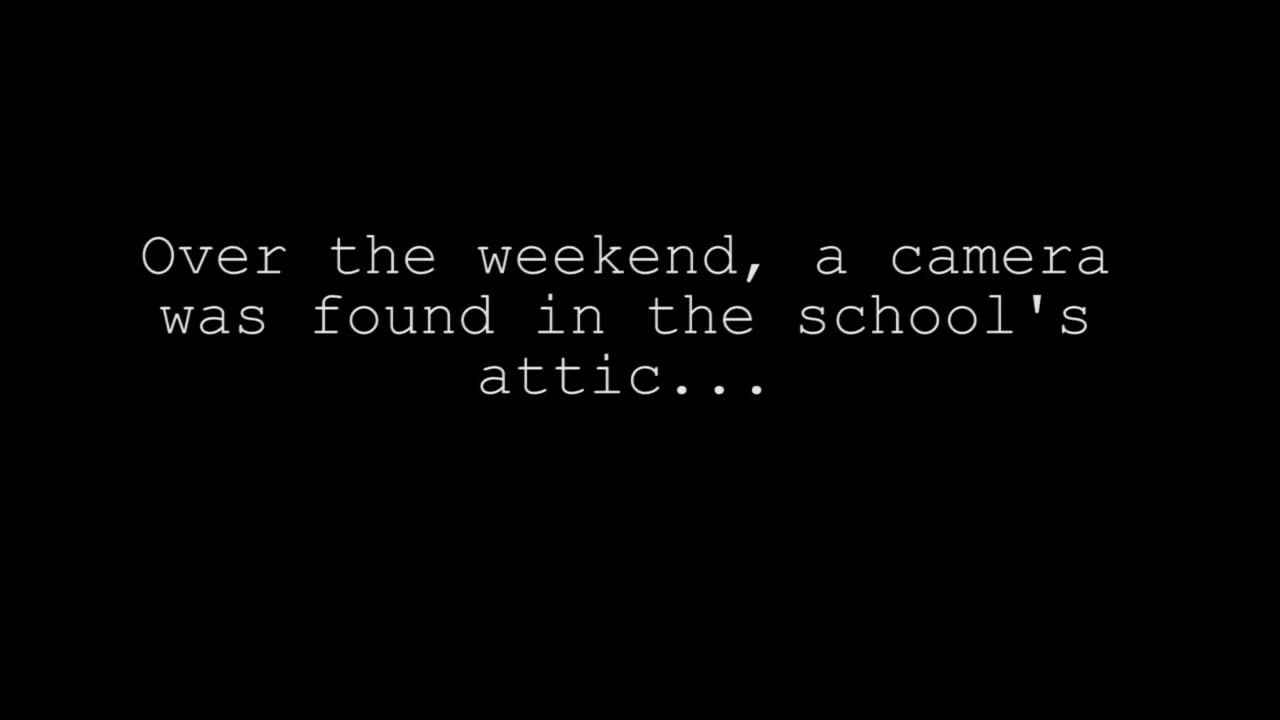 Over the weekend, a camera
was found in the school's
attic...